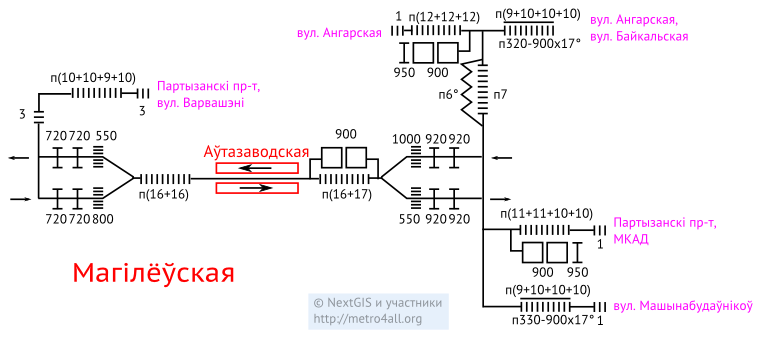 п(9+10+10+10)
вул. Ангарская,
вул. Байкальская
п320-900х17°
1
п(12+12+12)
вул. Ангарская
950
900
п6°
п7
п(10+10+9+10)
Партызанскі пр-т,
вул. Варвашэні
3
3
720 720 550
900
1000 920 920
Аўтазаводская
п(16+16)
п(16+17)
720 720 800
550 920 920
п(11+11+10+10)
Партызанскі пр-т,
МКАД
1
900
950
Магілёўская
п(9+10+10+10)
вул. Машынабудаўнікоў
п330-900х17°
1
© NextGIS и участники
http://metro4all.org